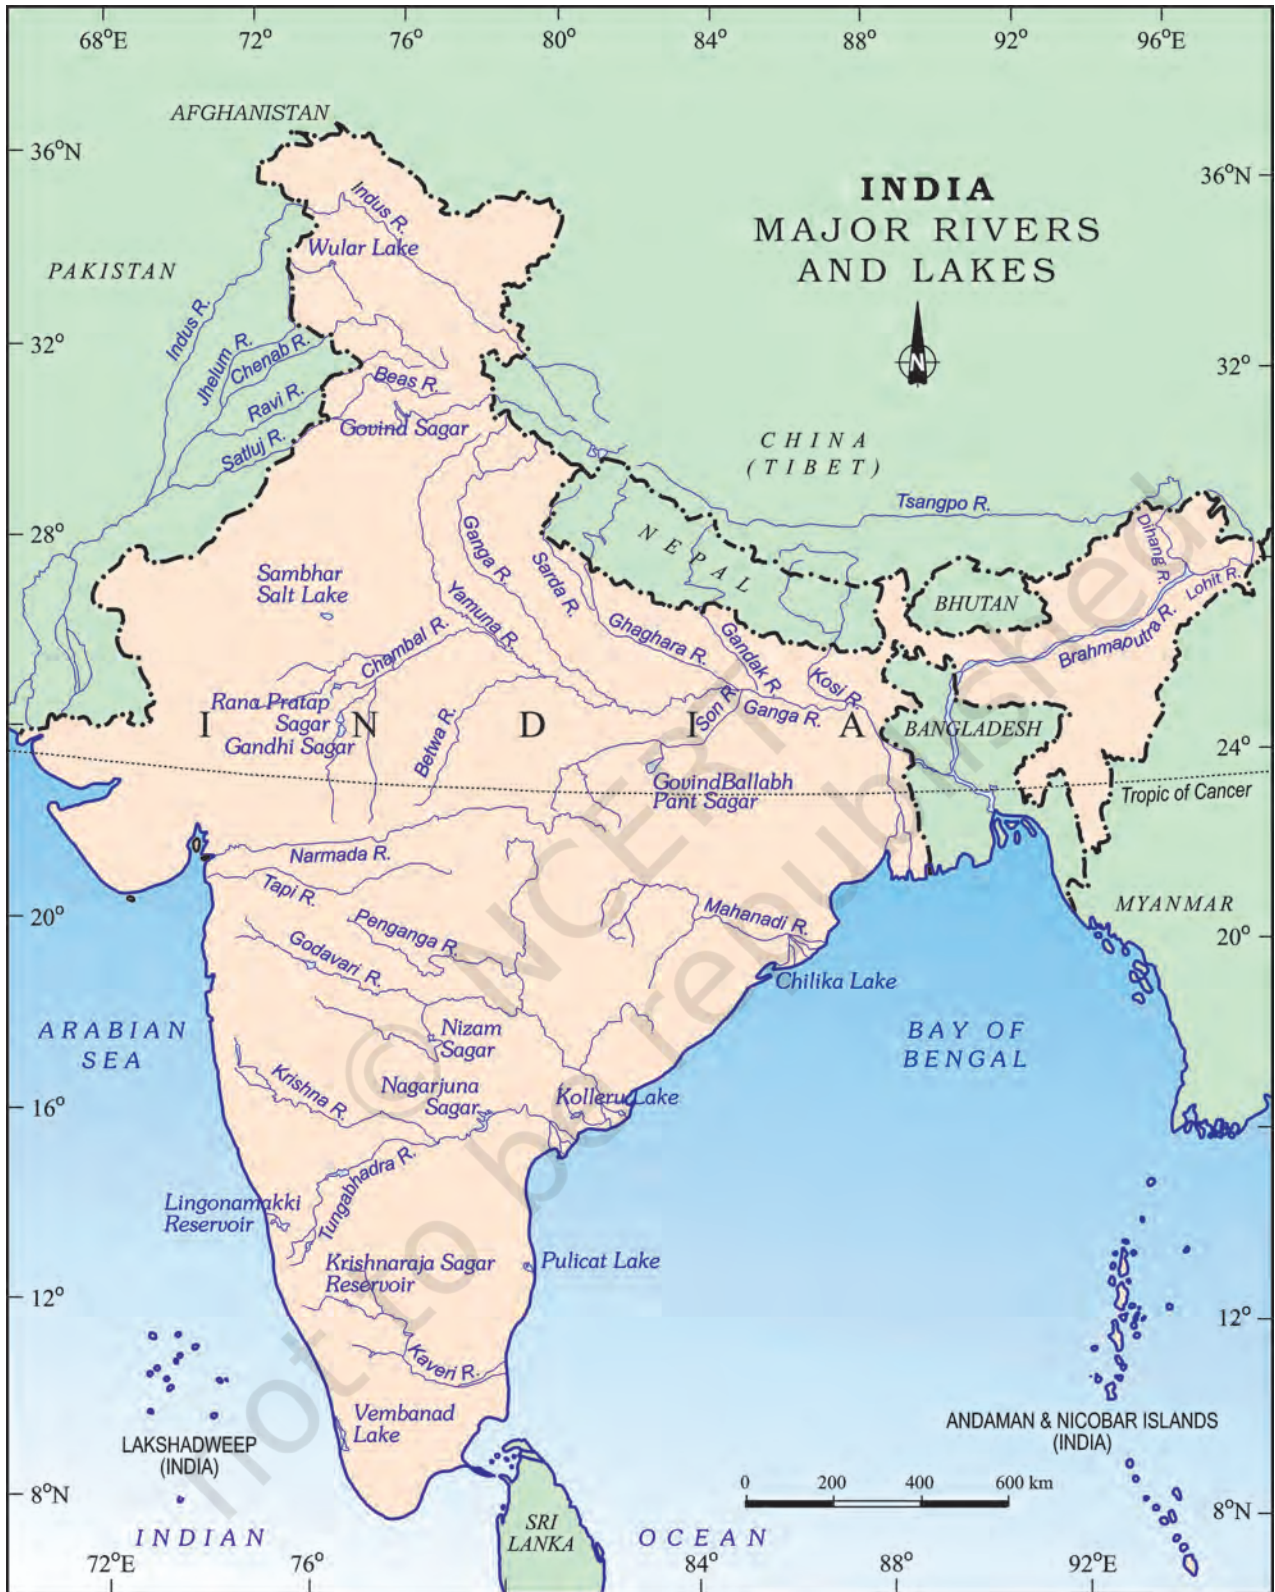 68°E 72° 76° 80° 84° 88° 92° 96°E
AFGHANISTAN
36°N
36°N
INDIA
MAJOR RIVERS
AND LAKES
Indus R.
Wular Lake
PAKISTAN
N
Indus R.
32°
32°
Jhelum R.
Chenab R.
Beas R.
Ravi R.
Govind Sagar
Satluj R.
CHINA
(TIBET)
Tsangpo R.
28°
28°
Dihang R.
Lohit R.
NEPAL
Ganga R.
Sarda R.
Sambhar
Salt Lake
BHUTAN
Yamuna R.
Chambal R.
Ghaghara R.
Gandak R.
Kosi R.
Brahmaputra R.
Rana Pratap
Sagar
Gandhi Sagar
Betwa R.
Son R.
Ganga R.
I N D I A
BANGLADESH
24°
24°
GovindBallabh
Pant Sagar
Tropic of Cancer
Narmada R.
Tapi R.
Penganga R.
Mahanadi R.
MYANMAR
20°
20°
Godavari R.
Chilika Lake
ARABIAN
SEA
Nizam
Sagar
BAY OF
BENGAL
Krishna R.
Nagarjuna
Sagar
Kolleru Lake
16°
Tungabhadra R.
Lingonamakki
Reservoir
Krishnaraja Sagar
Reservoir
Pulicat Lake
12°
12°
Kaveri R.
Vembanad
Lake
LAKSHADWEEP
(INDIA)
ANDAMAN & NICOBAR ISLANDS
(INDIA)
0 200 400 600 km
8°N
8°N
SRI
LANKA
INDIAN OCEAN
72°E 76° 84° 88° 92°E
© NCERT
not to be republished